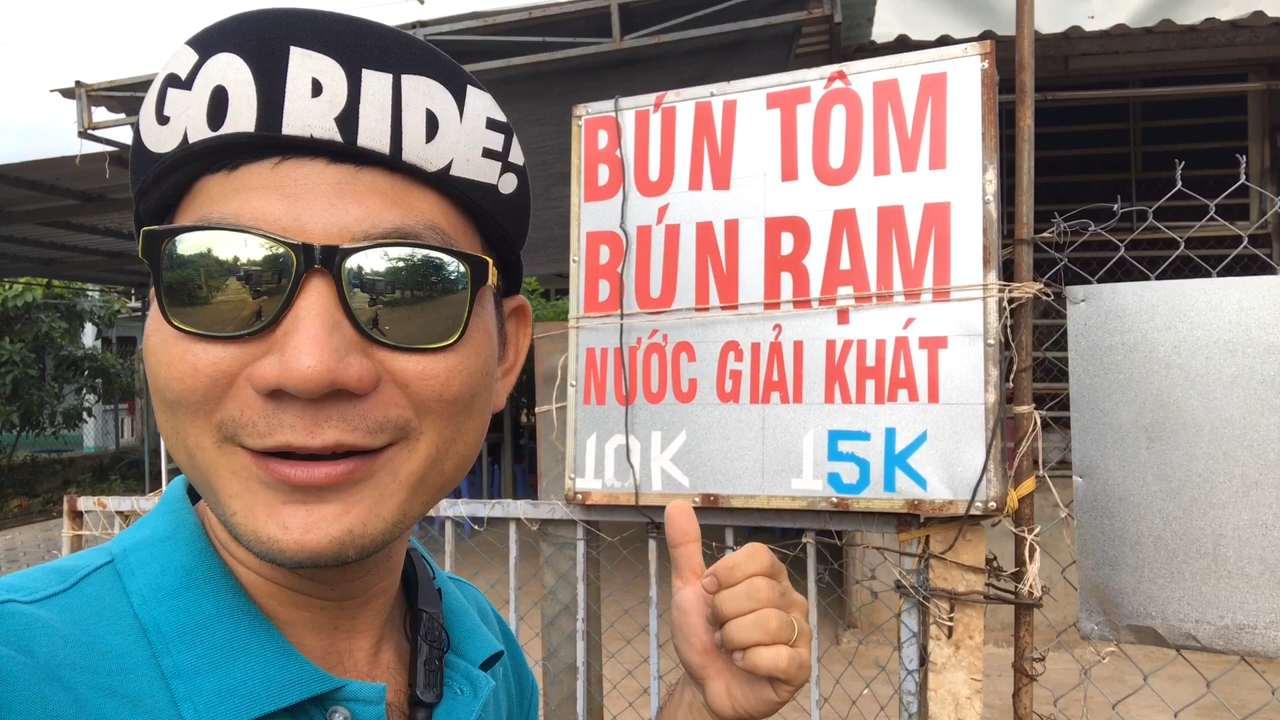 GO RIDE!
BÚN TÔM
BÚN RẠM
NƯỚC GIẢI KHÁT
10K 15K